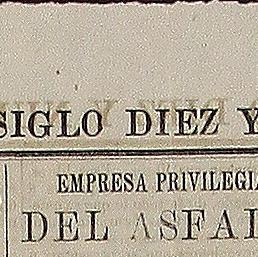 SIGLO DIEZ Y
EMPRESA PRIVILEGIA
DEL ASFAL